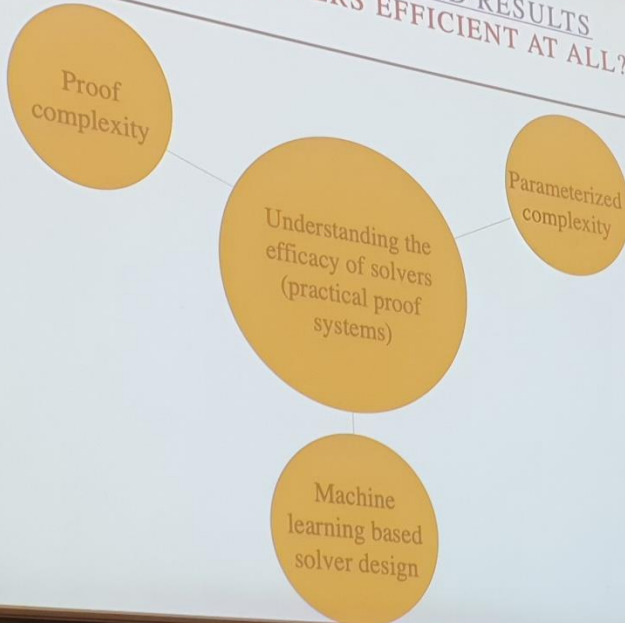 RESULTS
EFFICIENT AT ALL?
Proof
complexity
Understanding the
efficacy of solvers
(practical proof
systems)
Parameterized
complexity
Machine
learning based
solver design